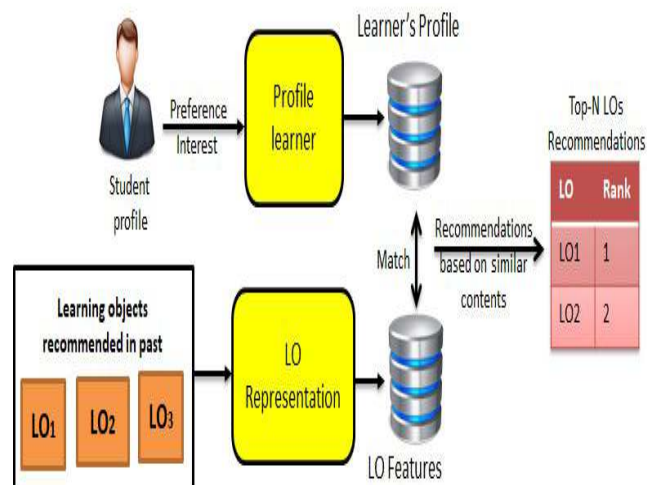 Learner's Profile
Preference
Interest
Profile
learner
Student
profile
Top-N LOs
Recommendations
LO Rank
LO1 1
LO2 2
Match
Recommendations
based on similar
contents
Learning objects
recommended in past
LO1 LO2 LO3
LO
Representation
LO Features